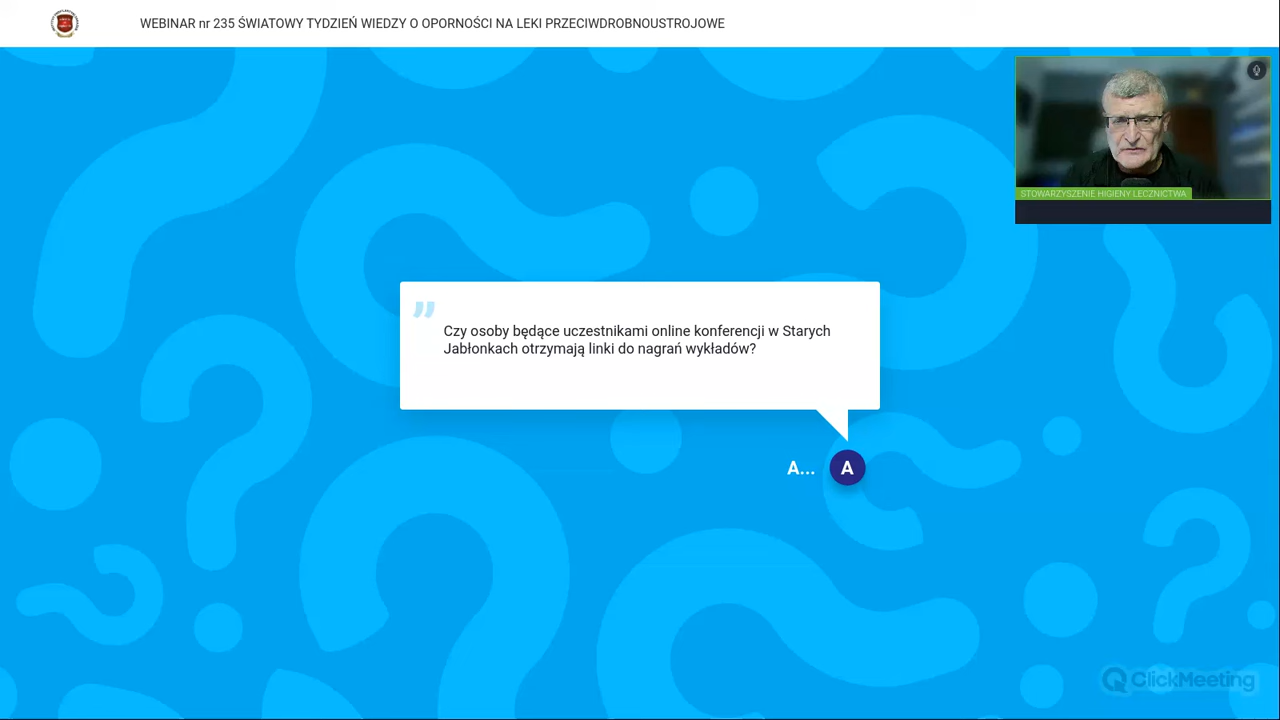 WEBINAR nr 235 ŚWIATOWY TYDZIEŃ WIEDZY O OPORNOŚCI NA LEKI PRZECIWDROBNOUSTROJOWE
STOWARZYSZENIE HIGIENY LECZNICTWA
Czy osoby będące uczestnikami online konferencji w Starych
Jabłonkach otrzymają linki do nagrań wykładów?
A... A
ClickMeeting